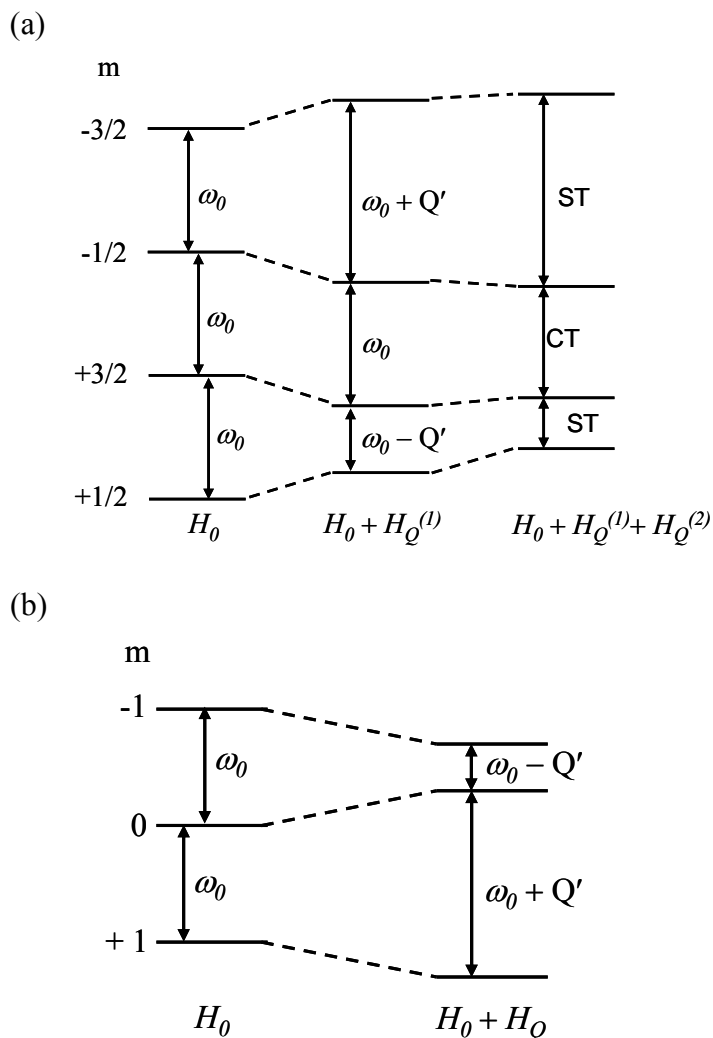 (a)
m
-3/2
ω0
ω0 + Q′
ST
-1/2
ω0
ω0
CT
+3/2
ω0
ω0 – Q′
ST
+1/2
H0
H0 + HQ(1)
H0 + HQ(1) + HQ(2)
(b)
m
-1
ω0
ω0 – Q′
0
ω0
ω0 + Q′
+ 1
H0
H0 + HQ